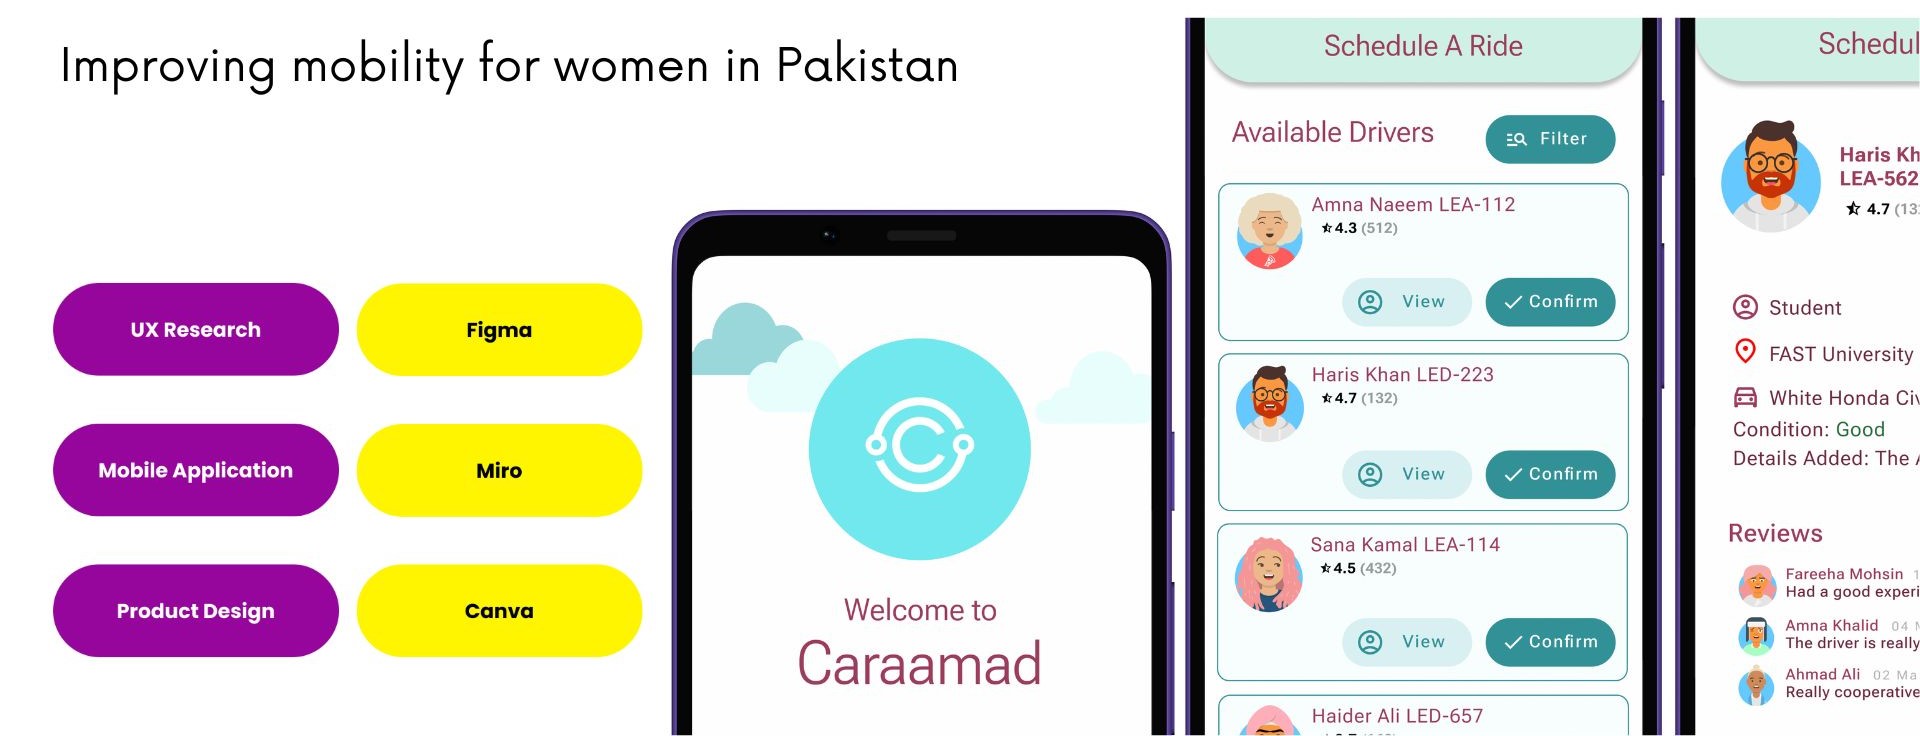 Improving mobility for women in Pakistan
UX Research
Figma
Mobile Application
Miro
Product Design
Canva
Welcome to
Caraamad
Schedule A Ride
Available Drivers
Filter
Amna Naeem LEA-112
4.3 (512)
View
Confirm
Haris Khan LED-223
4.7 (132)
View
Confirm
Sana Kamal LEA-114
4.5 (432)
View
Confirm
Haider Ali LED-657
Haris Kh
LEA-562
4.7 (13
Student
FAST University
White Honda Civ
Condition: Good
Details Added: The
Reviews
Fareeha Mohsin
Had a good experi
Amna Khalid 04
The driver is really
Ahmad Ali 02 Ma
Really cooperative